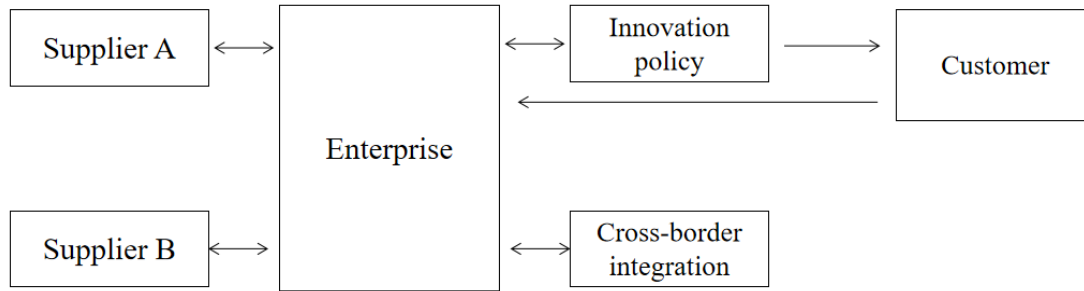 Supplier A
Enterprise
Innovation
policy
Customer
Supplier B
Cross-border
integration